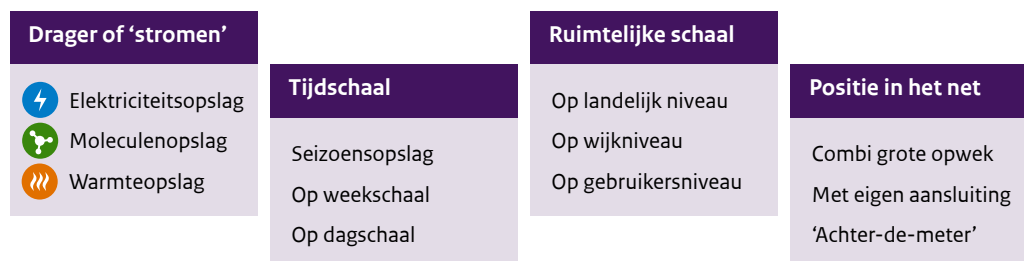 Drager of ‘stromen’
Elektriciteitsopslag
Moleculenopslag
Warmteopslag
Tijdschaal
Seizoensopslag
Op weekschaal
Op dagschaal
Ruimtelijke schaal
Op landelijk niveau
Op wijkniveau
Op gebruikersniveau
Positie in het net
Combi grote opwek
Met eigen aansluiting
‘Achter-de-meter’